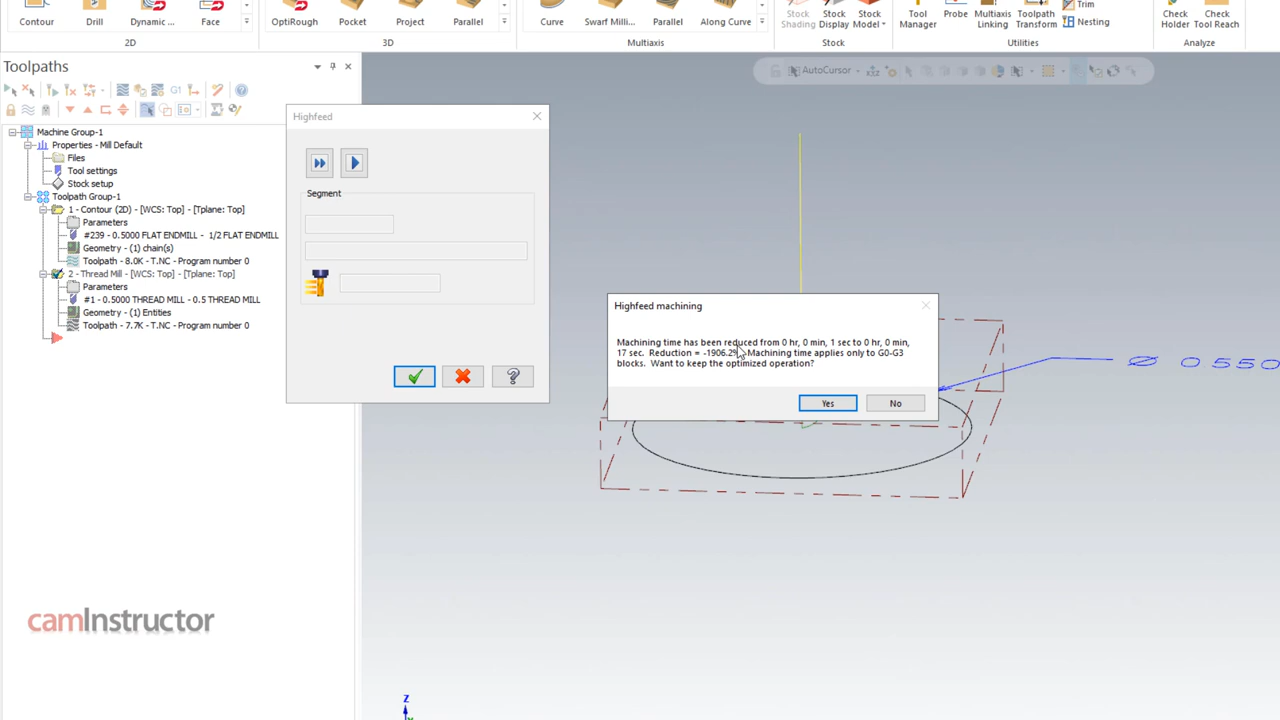 Contour
Drill
Dynamic ...
Face
OptiRough
Pocket
Project
Parallel
Curve
Swarf Milli...
Parallel
Along Curve
Stock Shading
Stock Display
Stock Model
Tool Manager
Probe
Multiaxis Linking
Toolpath Transform
Trim
Nesting
Check Holder
Check Tool Reach
2D
3D
Multiaxis
Stock
Utilities
Analyze
Toolpaths
AutoCursor
G1
Machine Group-1
Properties - Mill Default
Files
Tool settings
Stock setup
Toolpath Group-1
1 - Contour (2D) - [WCS: Top] - [Tplane: Top]
Parameters
#239 - 0.5000 FLAT ENDMILL - 1/2 FLAT ENDMILL
Geometry - (1) chain(s)
Toolpath - 8.0K - T.NC - Program number 0
2 - Thread Mill - [WCS: Top] - [Tplane: Top]
Parameters
#1 - 0.5000 THREAD MILL - 0.5 THREAD MILL
Geometry - (1) Entities
Toolpath - 7.7K - T.NC - Program number 0
Highfeed
Segment
Highfeed machining
Machining time has been reduced from 0 hr, 0 min, 1 sec to 0 hr, 0 min,
17 sec. Reduction = Machining time applies only to G0-G3
blocks. Want to keep the optimized operation?
Yes
No
Ø 0.550
camInstructor
Z